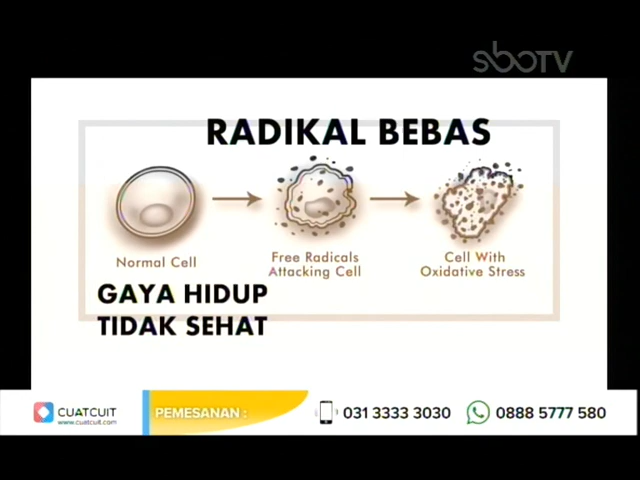 sboTV
RADIKAL BEBAS
Normal Cell
Free Radicals
Attacking Cell
Cell With
Oxidative Stress
GAYA HIDUP
TIDAK SEHAT
CUATCUIT
www.cuatcuit.com
PEMESANAN :
031 3333 3030
0888 5777 580